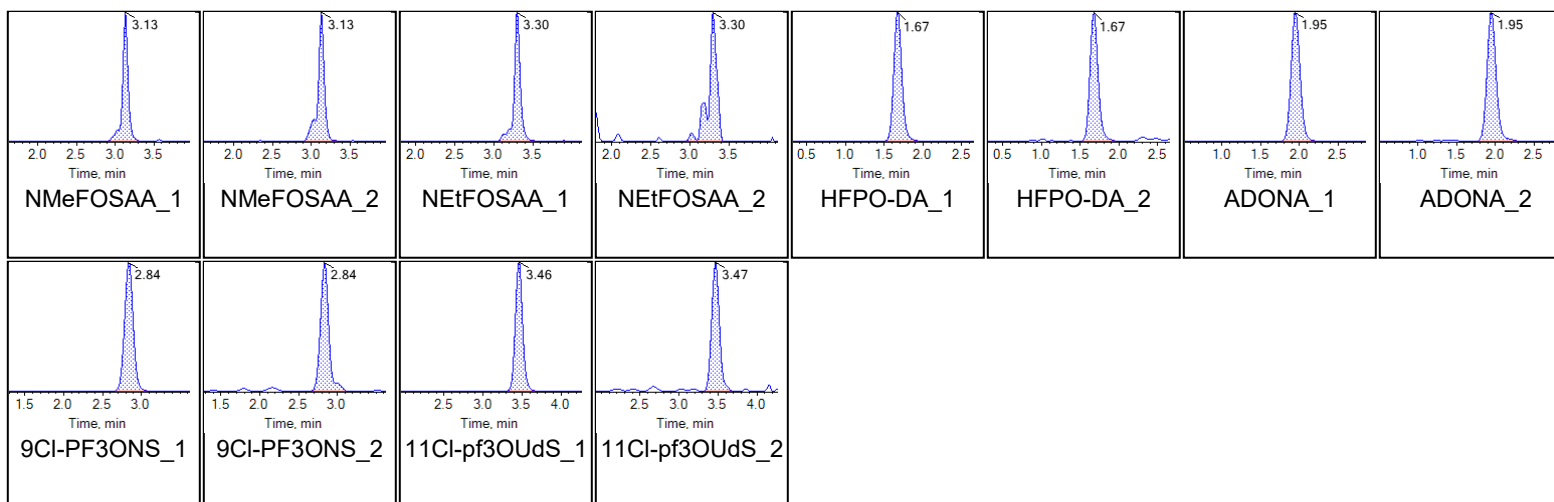 3.13 3.13 3.30 3.30 1.67 1.67 1.95 1.95
2.0 2.5 3.0 3.5 2.0 2.5 3.0 3.5 2.0 2.5 3.0 3.5 2.0 2.5 3.0 3.5 0.5 1.0 1.5 2.0 2.5 0.5 1.0 1.5 2.0 2.5 1.0 1.5 2.0 2.5 1.0 1.5 2.0 2.5
Time, min Time, min Time, min Time, min Time, min Time, min Time, min Time, min
NMeFOSAA_1 NMeFOSAA_2 NEtFOSAA_1 NEtFOSAA_2 HFPO-DA_1 HFPO-DA_2 ADONA_1 ADONA_2
2.84 2.84 3.46 3.47
1.5 2.0 2.5 3.0 1.5 2.0 2.5 3.0 2.5 3.0 3.5 4.0 2.5 3.0 3.5 4.0
Time, min Time, min Time, min Time, min
9Cl-PF3ONS_1 9Cl-PF3ONS_2 11Cl-pf3OUdS_1 11Cl-pf3OUdS_2